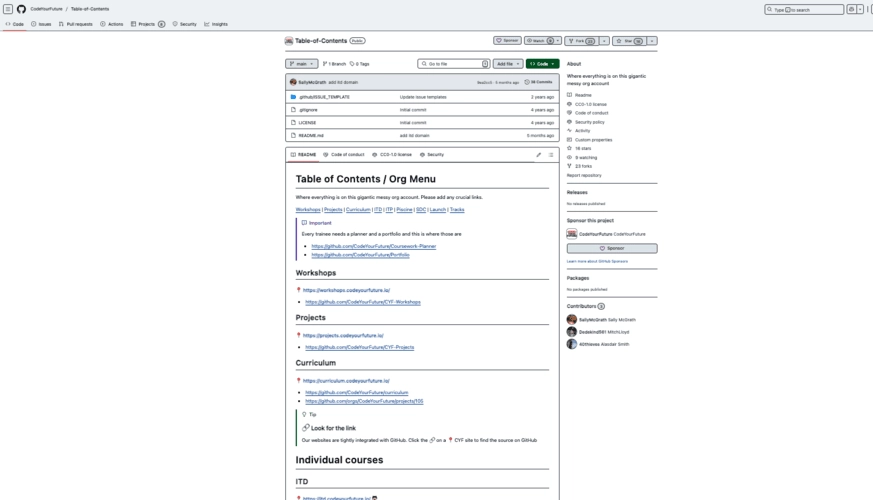 CodeYourFuture / Table-of-Contents
Type / to search
Code Issues Pull requests Actions Projects Security Insights
Table-of-Contents Public
Sponsor Watch Fork 23 Star
main 1 Branch 0 Tags Go to file Add file Code
SallyMcGrath add itd domain 5 months ago 39 Commits
.github/ISSUE_TEMPLATE Update issue templates 2 years ago
.gitignore Initial commit 4 years ago
LICENSE Initial commit 4 years ago
README.md add itd domain 5 months ago
README Code of conduct CC0-1.0 license Security
Table of Contents / Org Menu
Where everything is on this gigantic messy org account. Please add any crucial links.
Workshops | Projects | Curriculum | ITD | ITP | Piscine | SDC | Launch | Tracks
Important
Every trainee needs a planner and a portfolio and this is where those are
https://github.com/CodeYourFuture/Coursework-Planner
https://github.com/CodeYourFuture/Portfolio
Workshops
https://workshops.codeyourfuture.io/
https://github.com/CodeYourFuture/CYF-Workshops
Projects
https://projects.codeyourfuture.io/
https://github.com/CodeYourFuture/CYF-Projects
Curriculum
https://curriculum.codeyourfuture.io/
https://github.com/CodeYourFuture/curriculum
https://github.com/orgs/CodeYourFuture/projects/105
Tip
Look for the link
Our websites are tightly integrated with GitHub. Click the 🔗 on a 📍 CYF site to find the source on GitHub
Individual courses
ITD
https://itd.codeyourfuture.io/
About
Where everything is on this gigantic
messy org account
Readme
CC0-1.0 license
Code of conduct
Security policy
Activity
Custom properties
stars
9 watching
23 forks
Report repository
Releases
No releases published
Sponsor this project
CodeYourFuture CodeYourFuture
Sponsor
Learn more about GitHub Sponsors
Packages
No packages published
Contributors 3
SallyMcGrath Sally McGrath
MitchLloyd
40thieves Alasdair Smith